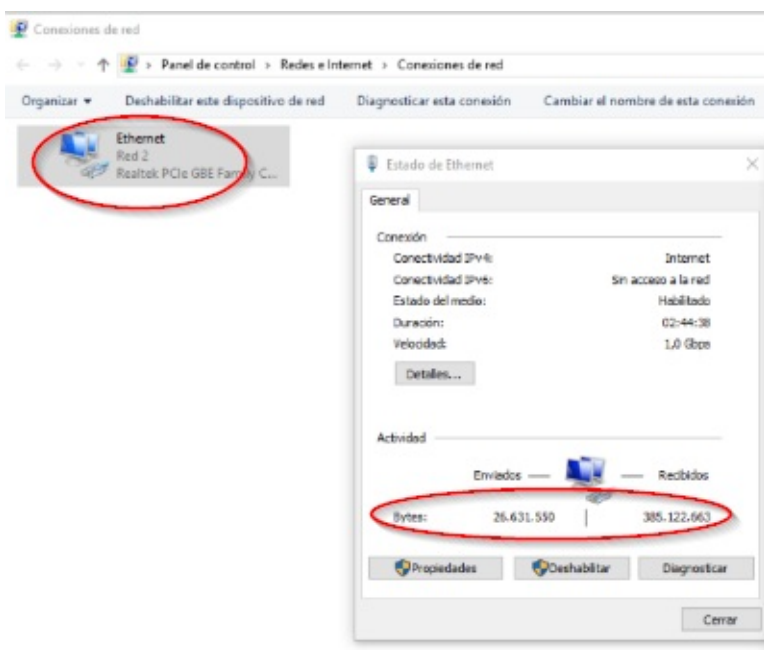 Conexiones de red
Panel de control > Redes e Internet > Conexiones de red
Organizar Deshabilitar este dispositivo de red Diagnosticar esta conexión Cambiar el nombre de esta conexión
Ethernet
Red 2
Realtek PCIe GBE Family C...
Estado de Ethernet
General
Conexión
Conectividad IPv4: Internet
Conectividad IPv6: Sin acceso a la red
Estado del medio: Habilitado
Duración: 02:44:38
Velocidad: 1,0 Gbps
Detalles...
Actividad
Enviados — — Recibidos
Bytes: 26.631.550 | 385.122.663
Propiedades Deshabilitar Diagnosticar
Cerrar